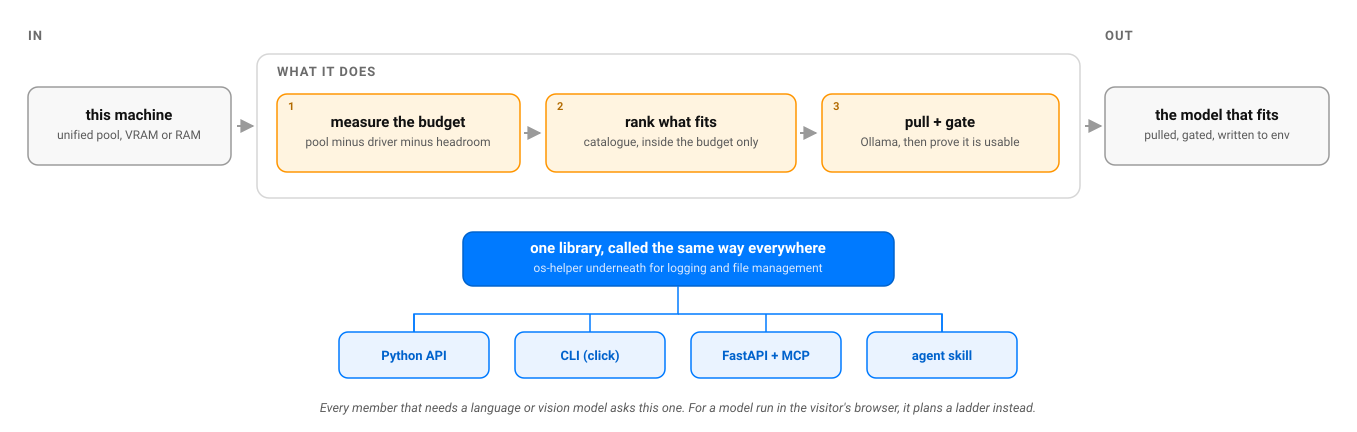 IN
OUT
WHAT IT DOES
this machine
unified pool, VRAM or RAM
1
measure the budget
pool minus driver minus headroom
2
rank what fits
catalogue, inside the budget only
3
pull + gate
Ollama, then prove it is usable
the model that fits
pulled, gated, written to env
one library, called the same way everywhere
os-helper underneath for logging and file management
Python API
CLI (click)
FastAPI + MCP
agent skill
Every member that needs a language or vision model asks this one. For a model run in the visitor's browser, it plans a ladder instead.